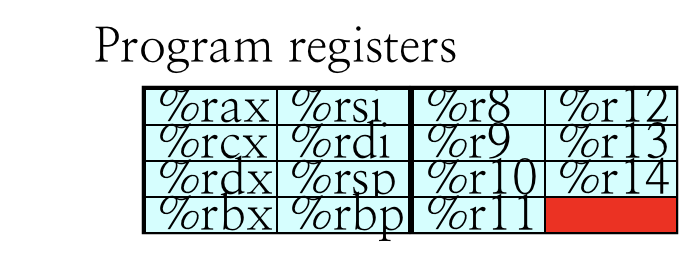 Program registers
%rax %rsi %r8 %r12
%rcx %rdi %r9 %r13
%rdx %rsp %r10 %r14
%rbx %rbp %r11